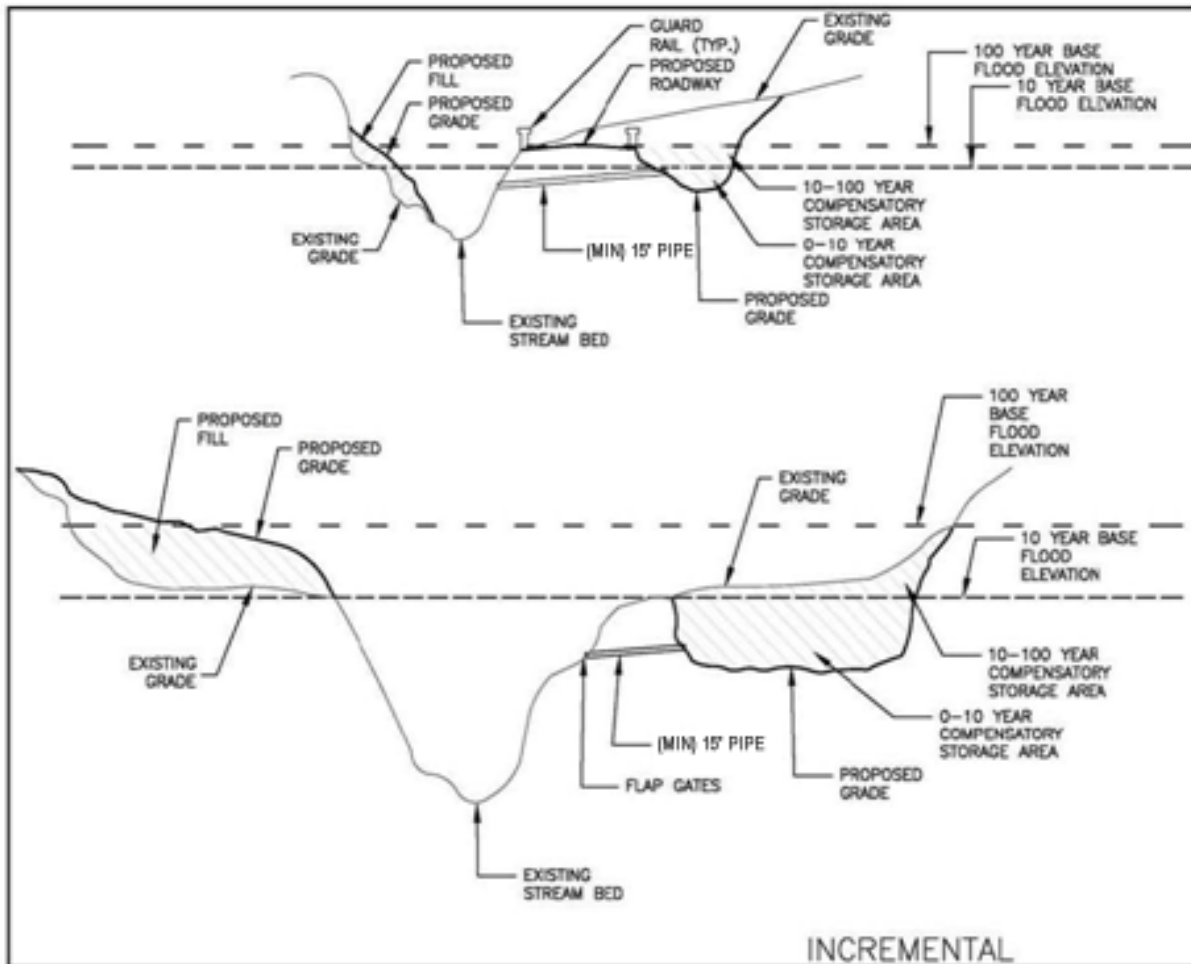 GUARD
RAIL (TYP.)
EXISTING
GRADE
PROPOSED
FILL
PROPOSED
ROADWAY
100 YEAR BASE
FLOOD ELEVATION
10 YEAR BASE
FLOOD ELEVATION
PROPOSED
GRADE
10-100 YEAR
COMPENSATORY
STORAGE AREA
EXISTING
GRADE
(MIN) 15" PIPE
0-10 YEAR
COMPENSATORY
STORAGE AREA
PROPOSED
GRADE
EXISTING
STREAM BED
100 YEAR
BASE
FLOOD
ELEVATION
PROPOSED
FILL
PROPOSED
GRADE
EXISTING
GRADE
10 YEAR BASE
FLOOD
ELEVATION
EXISTING
GRADE
10-100 YEAR
COMPENSATORY
STORAGE AREA
0-10 YEAR
COMPENSATORY
STORAGE AREA
(MIN) 15" PIPE
FLAP GATES
PROPOSED
GRADE
EXISTING
STREAM BED
INCREMENTAL